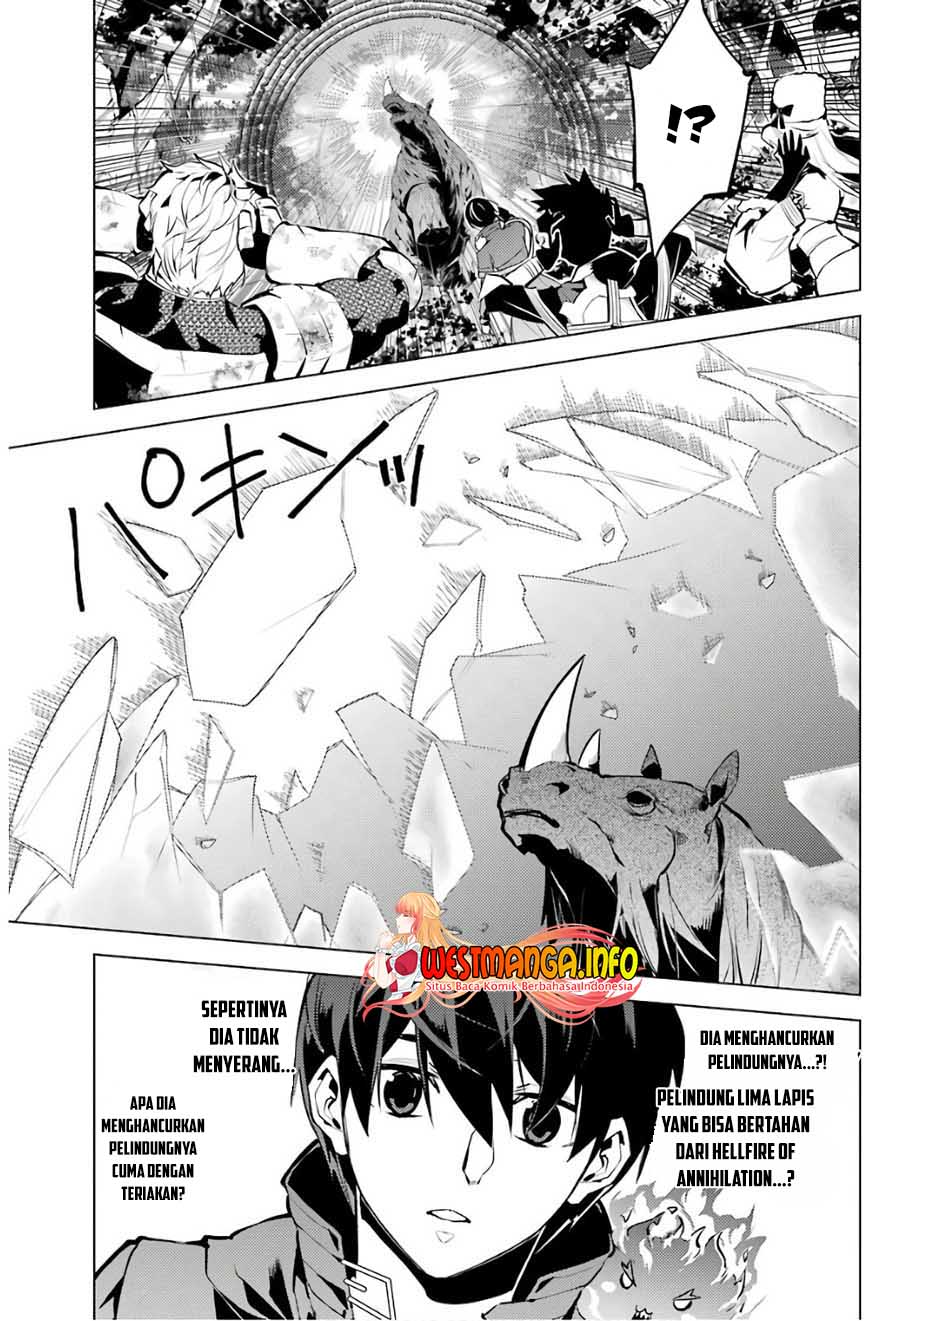 !?
パキンッ
WESTMANGA.INFO
Situs Baca Komik Berbahasa Indonesia
DIA MENGHANCURKAN
PELINDUNGNYA...?!
7
PELINDUNG LIMA LAPIS
YANG BISA BERTAHAN
DARI HELLFIRE OF
ANNIHILATION...?
SEPERTINYA
DIA TIDAK
MENYERANG...
APA DIA
MENGHANCURKAN
PELINDUNGNYA
CUMA DENGAN
TERIAKAN?